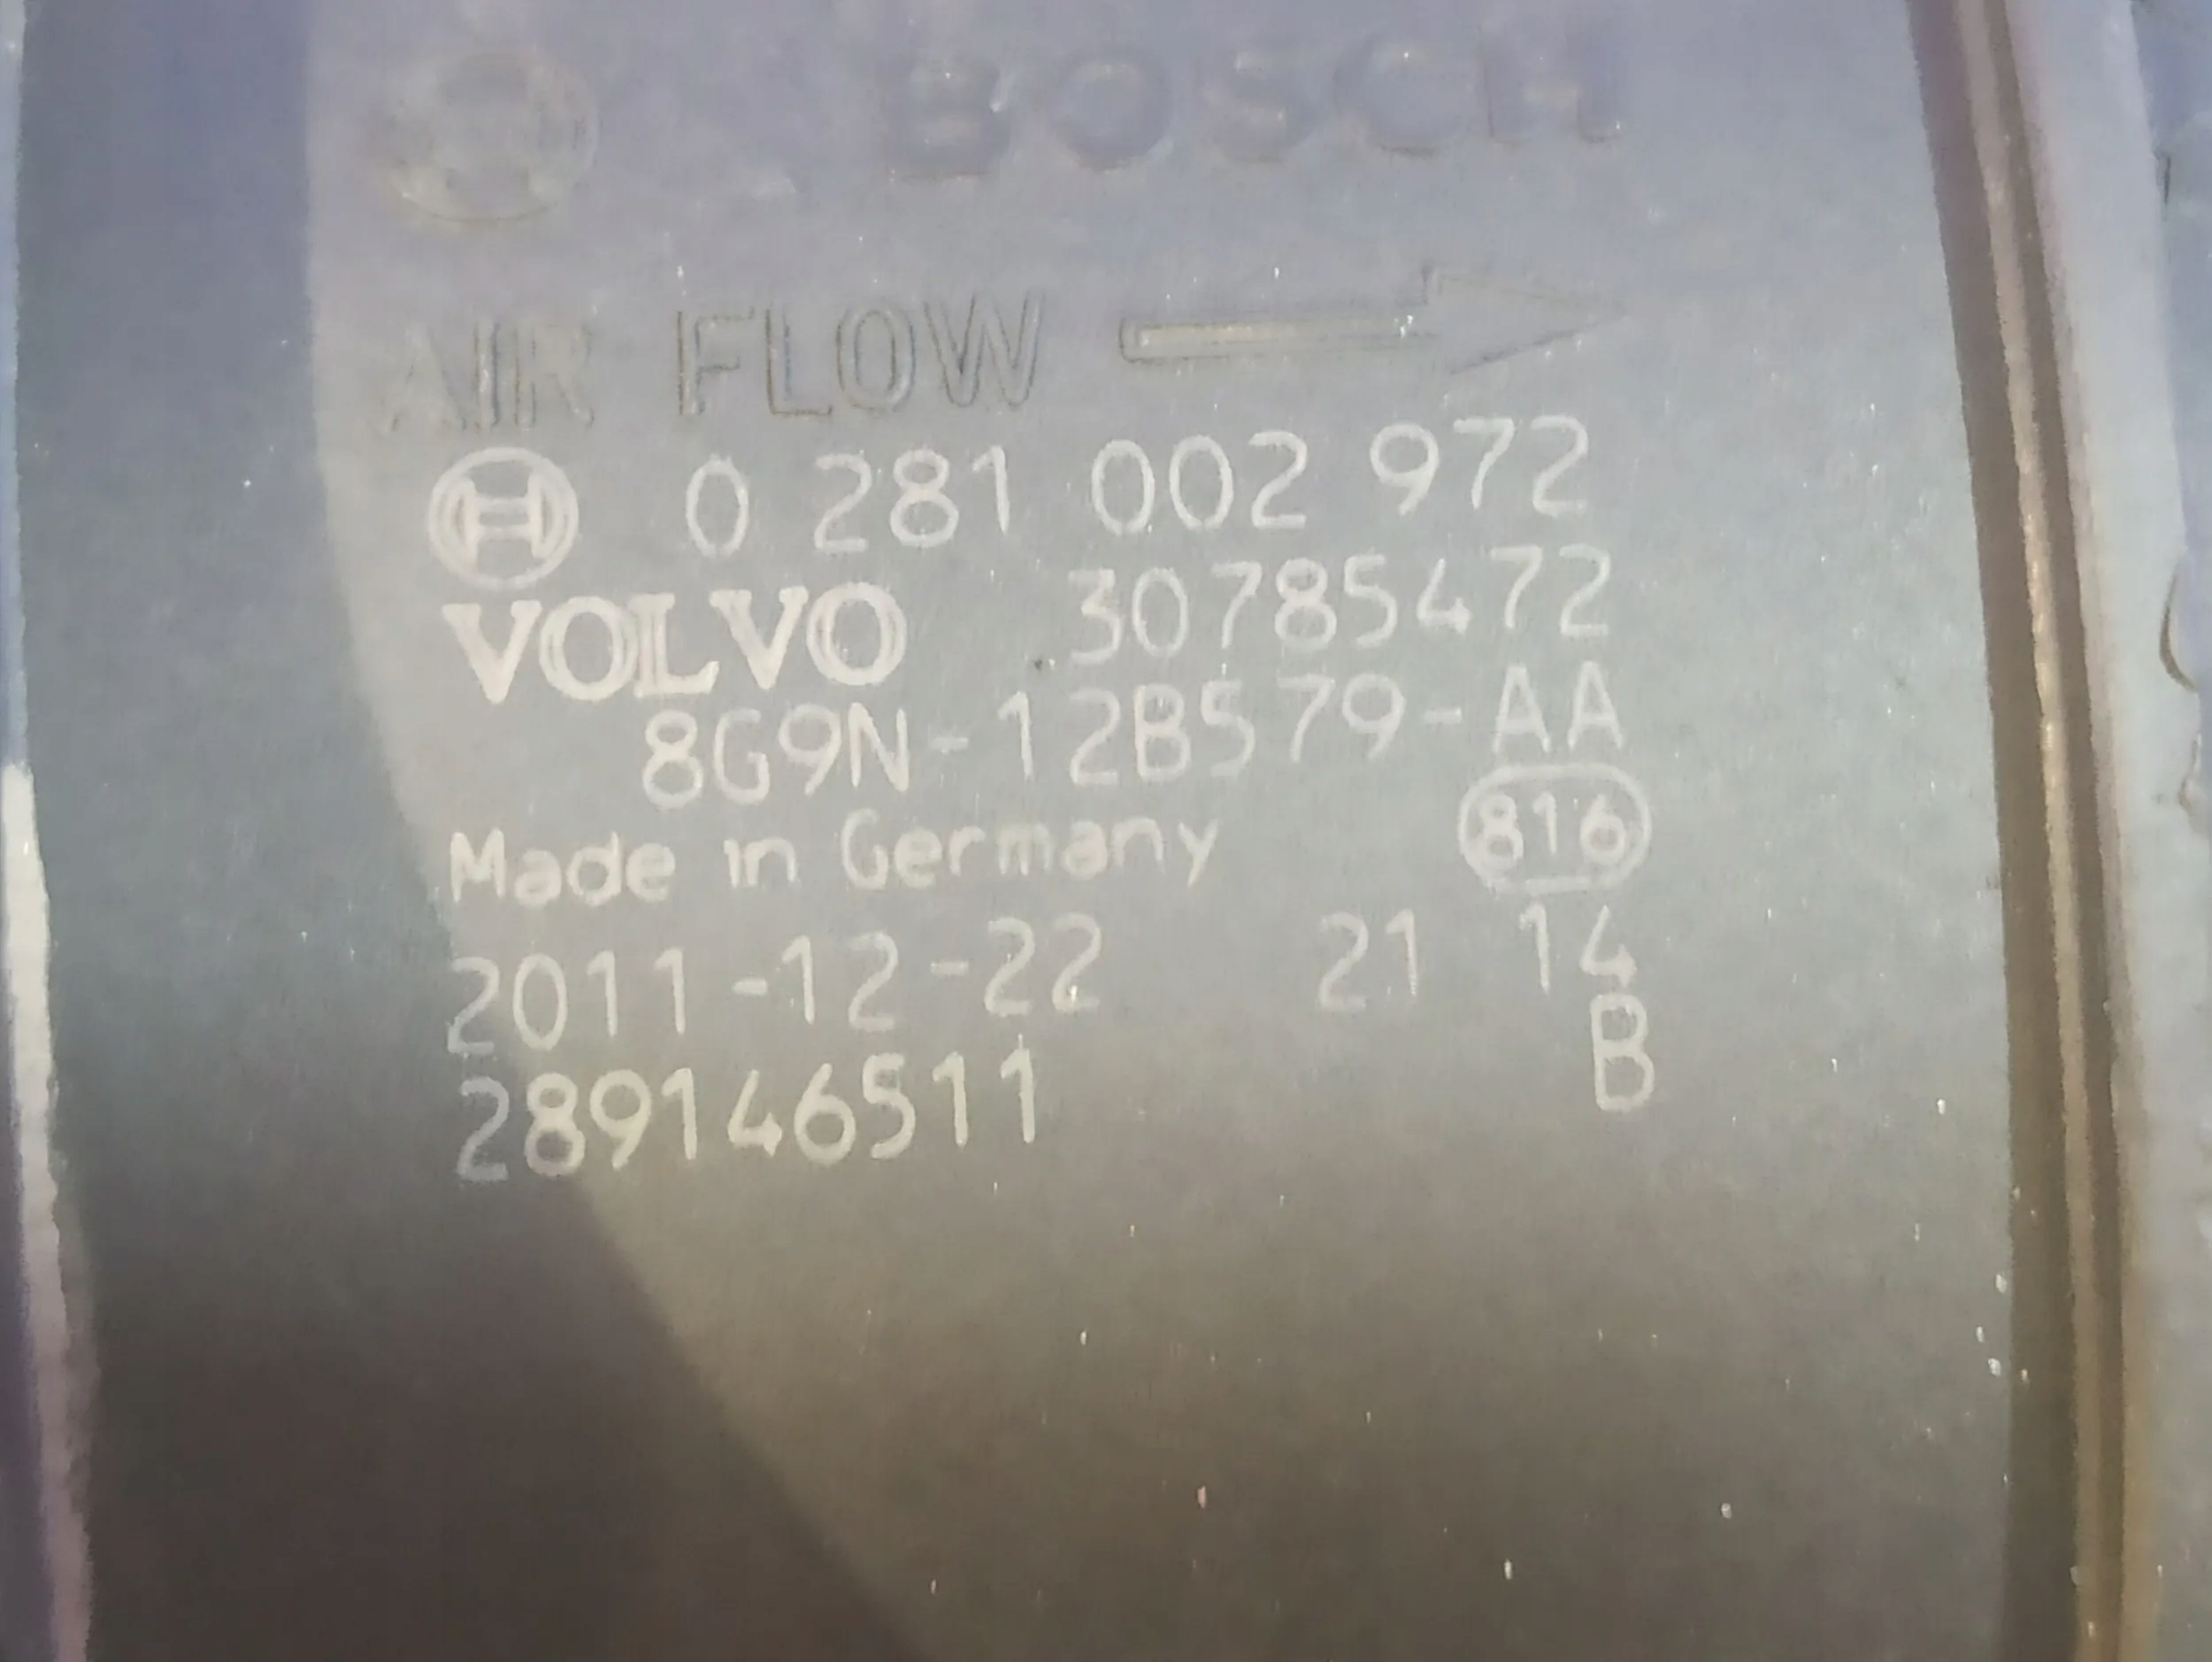 BOSCH
AIR FLOW
0 281 002 972
VOLVO 30785472
8G9N-12B579-AA
Made in Germany 816
2011-12-22 21 14
B
289146511